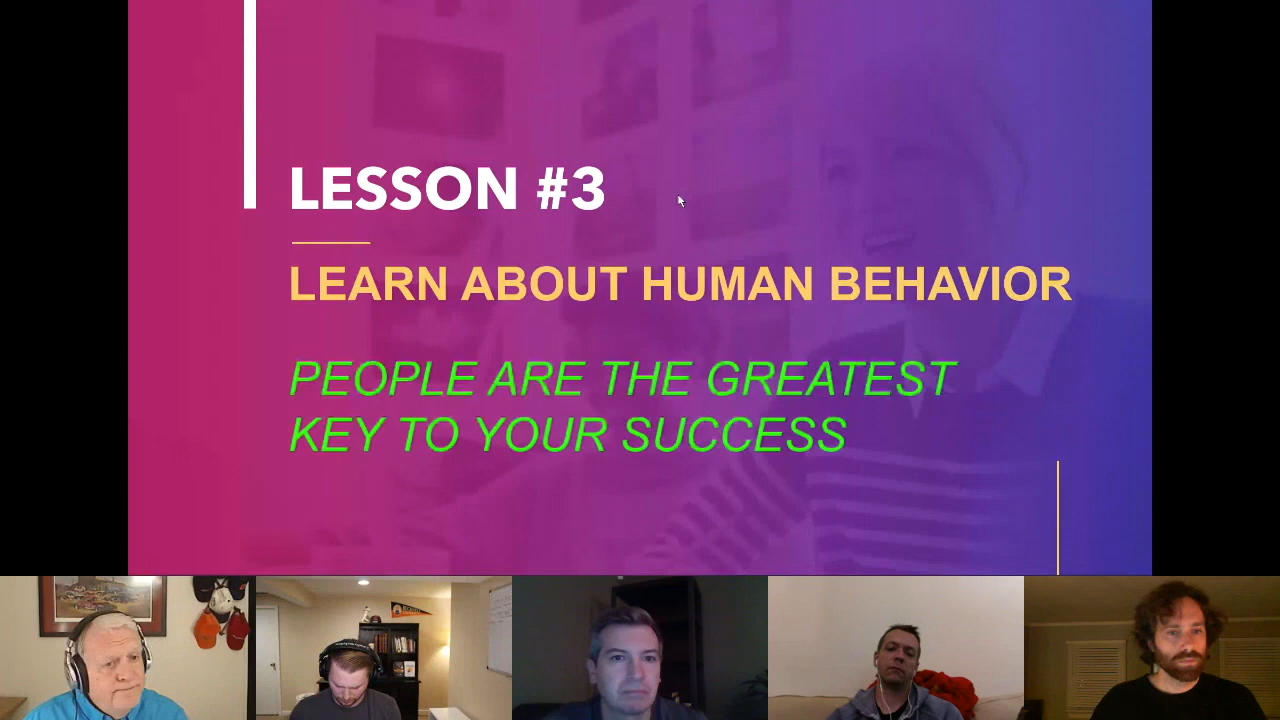 LESSON #3
LEARN ABOUT HUMAN BEHAVIOR
PEOPLE ARE THE GREATEST
KEY TO YOUR SUCCESS